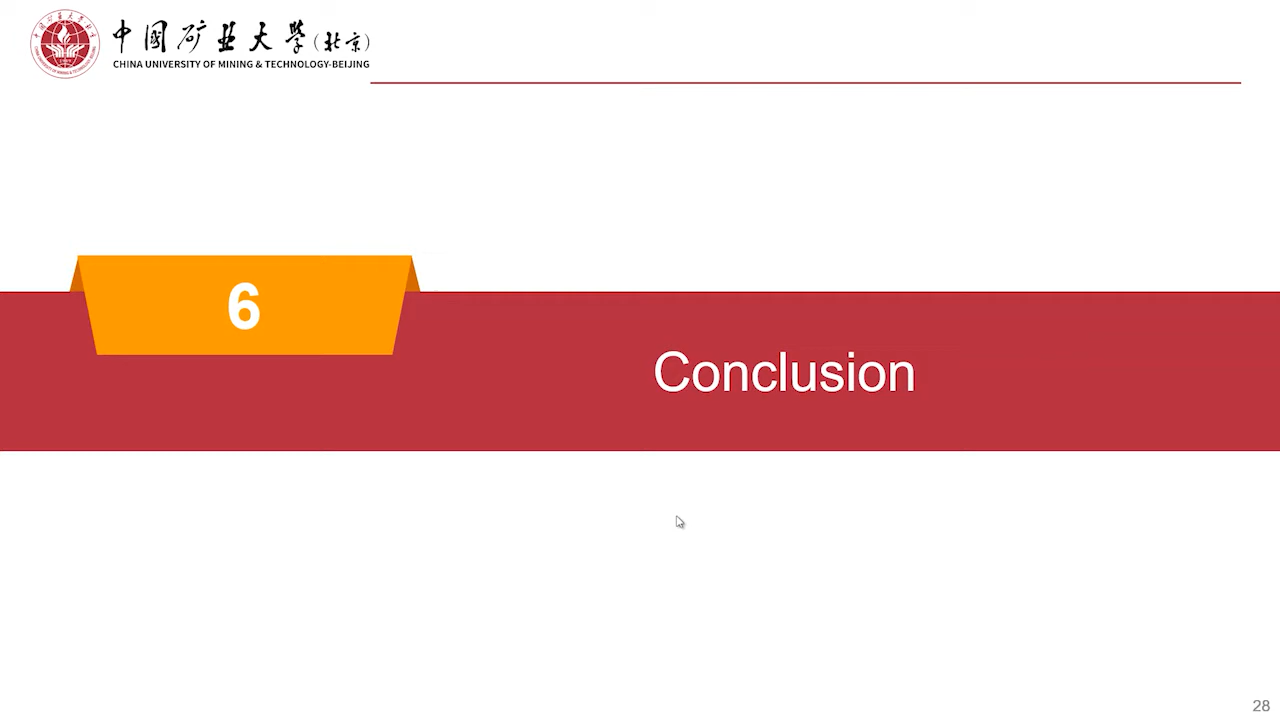 中国矿业大学(北京)
CHINA UNIVERSITY OF MINING & TECHNOLOGY-BEIJING
6
Conclusion
28